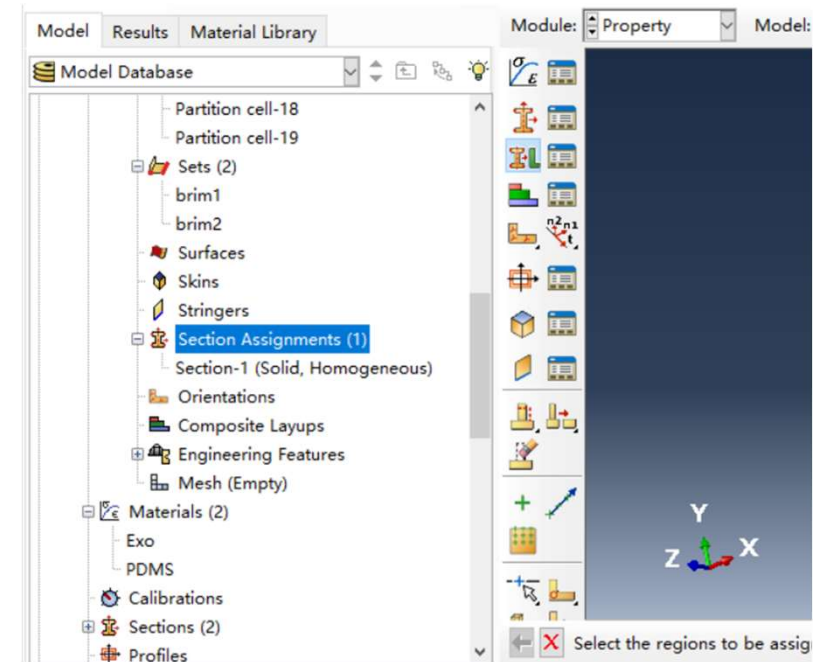 Model Results Material Library
Module: Property Model:
Model Database
Partition cell-18
Partition cell-19
Sets (2)
brim1
brim2
Surfaces
Skins
Stringers
Section Assignments (1)
Section-1 (Solid, Homogeneous)
Orientations
Composite Layups
Engineering Features
Mesh (Empty)
Materials (2)
Exo
PDMS
Calibrations
Sections (2)
Profiles
σ ε
n2 n1
t
Y
Z X
Select the regions to be assig